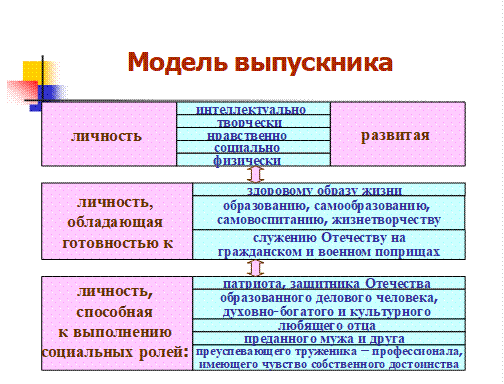 Модель выпускника
личность
интеллектуально
творчески
нравственно
социально
физически
развитая
личность,
обладающая
готовностью к
здоровому образу жизни
образованию, самообразованию,
самовоспитанию, жизнетворчеству
служению Отечеству на
гражданском и военном поприщах
личность,
способная
к выполнению
социальных ролей:
патриота, защитника Отечества
образованного делового человека,
духовно-богатого и культурного
любящего отца
преданного мужа и друга
преуспевающего труженика – профессионала,
имеющего чувство собственного достоинства